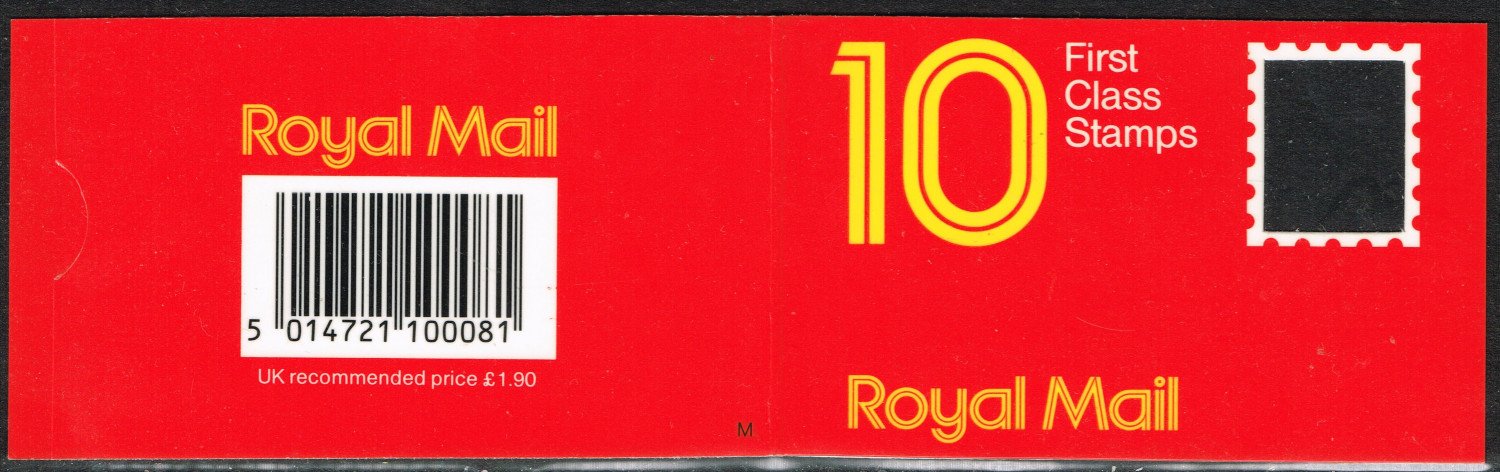 Royal Mail
5 014721 100081
UK recommended price £1.90
M
10
First
Class
Stamps
Royal Mail